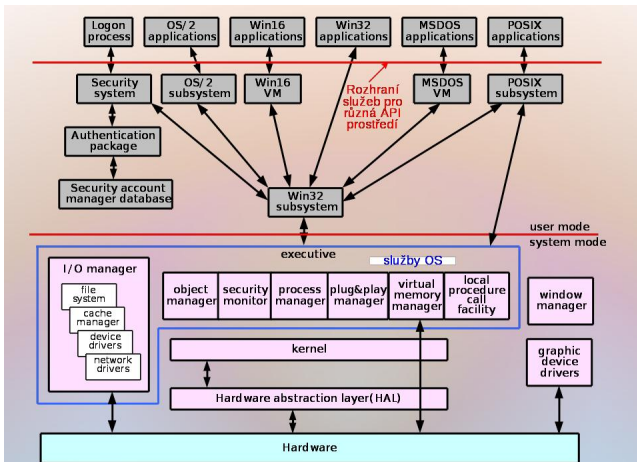 Logon
process
OS/2
applications
Win16
applications
Win32
applications
MSDOS
applications
POSIX
applications
Security
system
OS/2
subsystem
Win16
VM
Rozhraní
služeb pro
různá API
prostředí
MSDOS
VM
POSIX
subsystem
Authentication
package
Security account
manager database
Win32
subsystem
user mode
system mode
executive
služby OS
I/O manager
file
system
cache
manager
device
drivers
network
drivers
object
manager
security
monitor
process
manager
plug&play
manager
virtual
memory
manager
local
procedure
call
facility
window
manager
kernel
graphic
device
drivers
Hardware abstraction layer(HAL)
Hardware